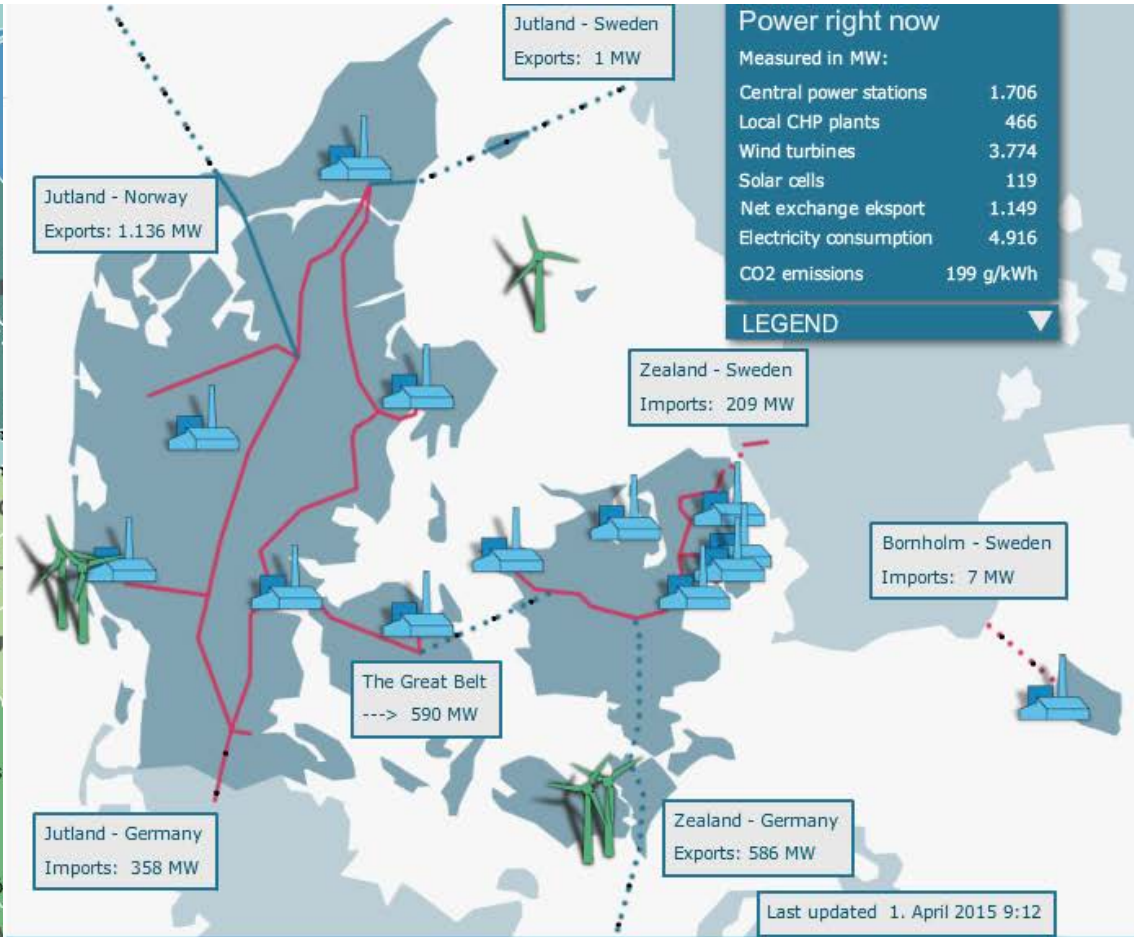 Jutland - Sweden
Exports: 1 MW
Power right now
Measured in MW:
Central power stations 1.706
Local CHP plants 466
Wind turbines 3.774
Solar cells 119
Net exchange eksport 1.149
Electricity consumption 4.916
CO2 emissions 199 g/kWh
LEGEND
Jutland - Norway
Exports: 1.136 MW
Zealand - Sweden
Imports: 209 MW
Bornholm - Sweden
Imports: 7 MW
The Great Belt
---> 590 MW
Jutland - Germany
Imports: 358 MW
Zealand - Germany
Exports: 586 MW
Last updated 1. April 2015 9:12